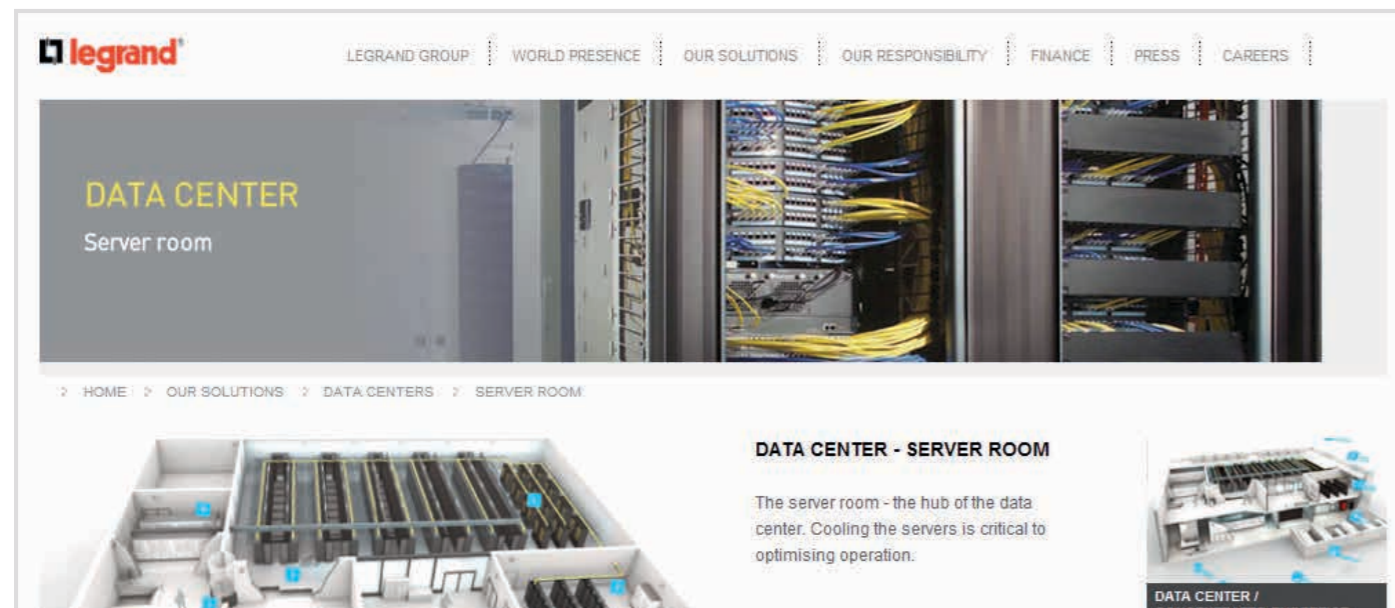 legrand
LEGRAND GROUP WORLD PRESENCE OUR SOLUTIONS OUR RESPONSIBILITY FINANCE PRESS CAREERS
DATA CENTER
Server room
> HOME > OUR SOLUTIONS > DATA CENTERS > SERVER ROOM
DATA CENTER - SERVER ROOM
The server room - the hub of the data
center. Cooling the servers is critical to
optimising operation.
DATA CENTER /